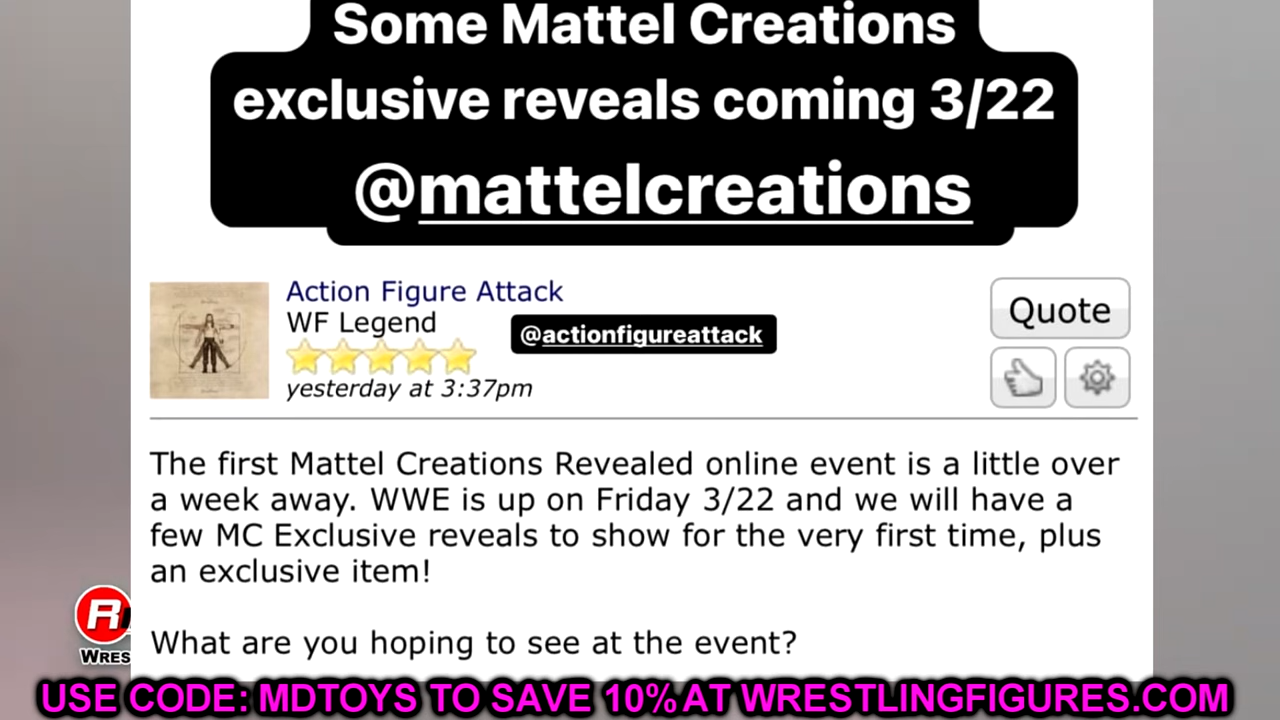 Some Mattel Creations
exclusive reveals coming 3/22
@mattelcreations
Action Figure Attack
WF Legend
@actionfigureattack
yesterday at 3:37pm
Quote
The first Mattel Creations Revealed online event is a little over
a week away. WWE is up on Friday 3/22 and we will have a
few MC Exclusive reveals to show for the very first time, plus
an exclusive item!
What are you hoping to see at the event?
USE CODE: MDTOYS TO SAVE 10% AT WRESTLINGFIGURES.COM